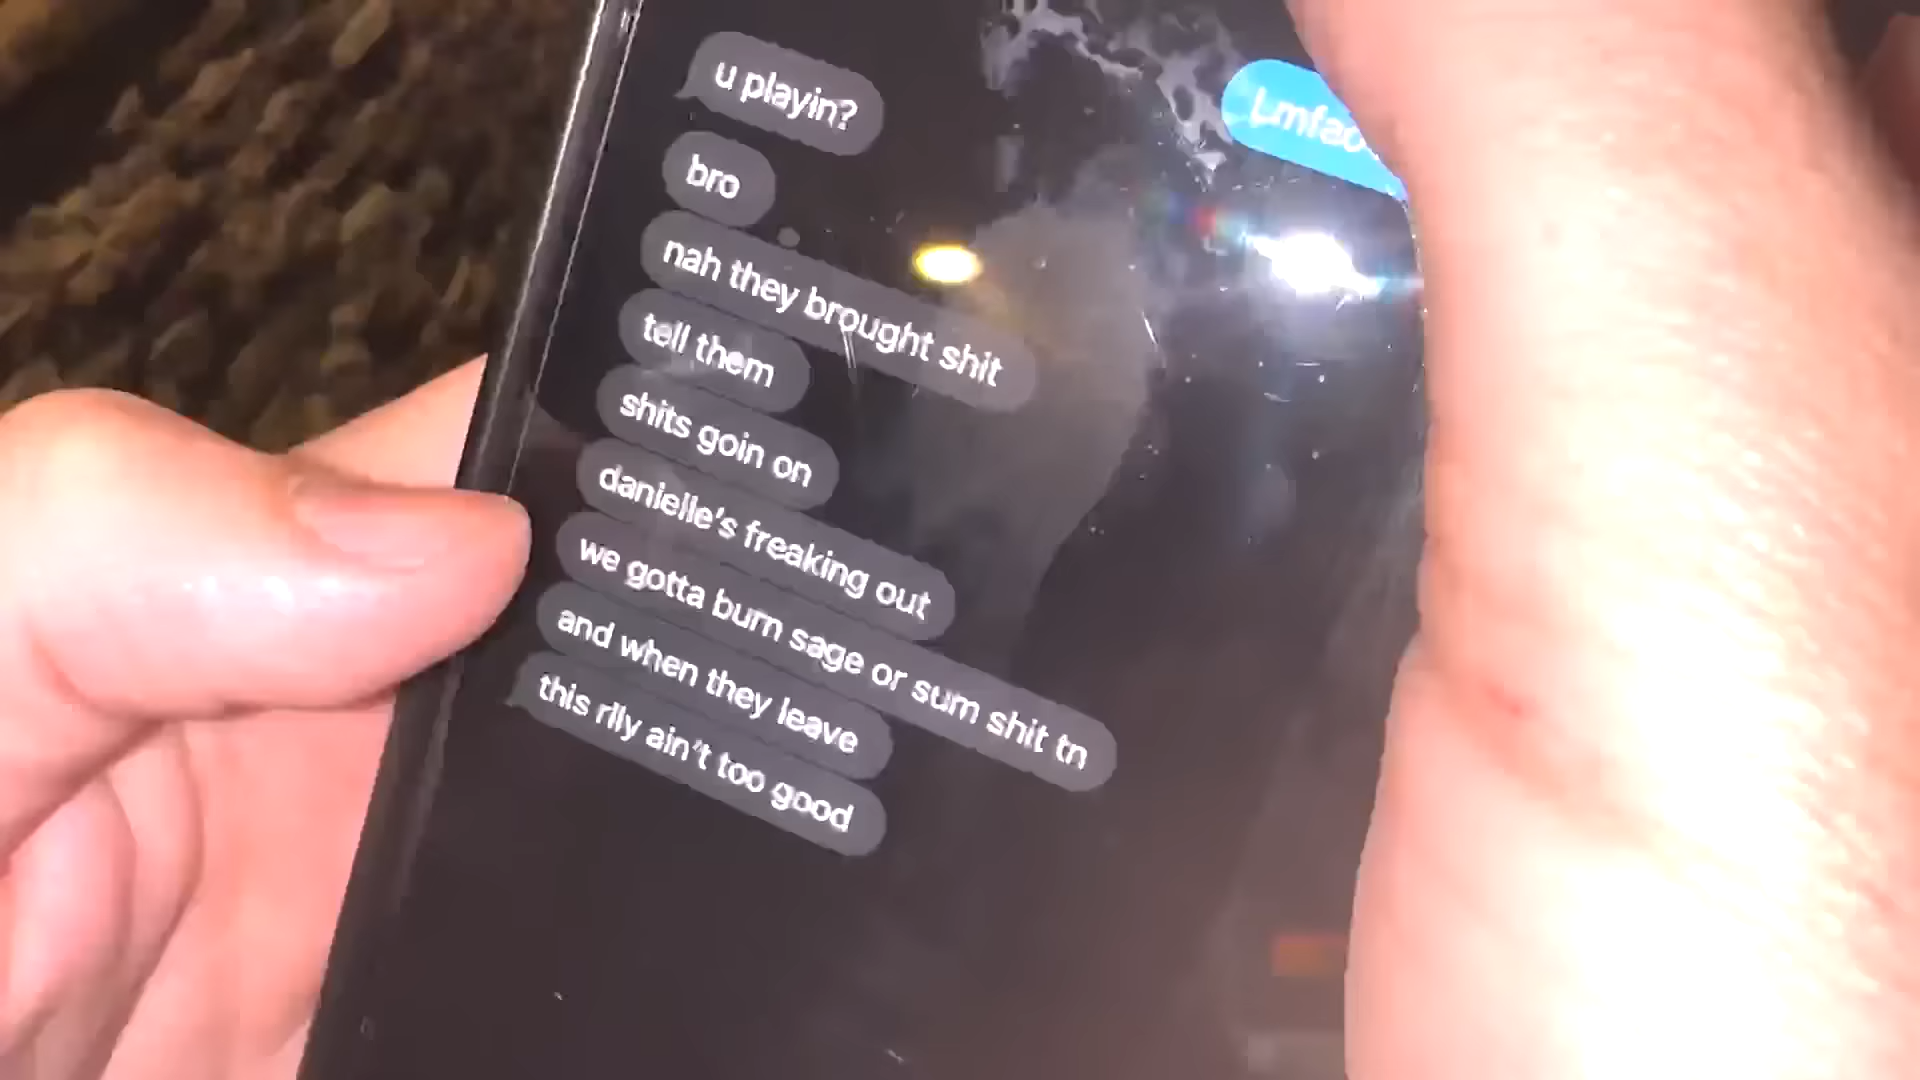 u playin?
Lmfao
bro
nah they brought shit
tell them
shits goin on
danielle's freaking out
we gotta burn sage or sum shit tn
and when they leave
this rlly ain't too good